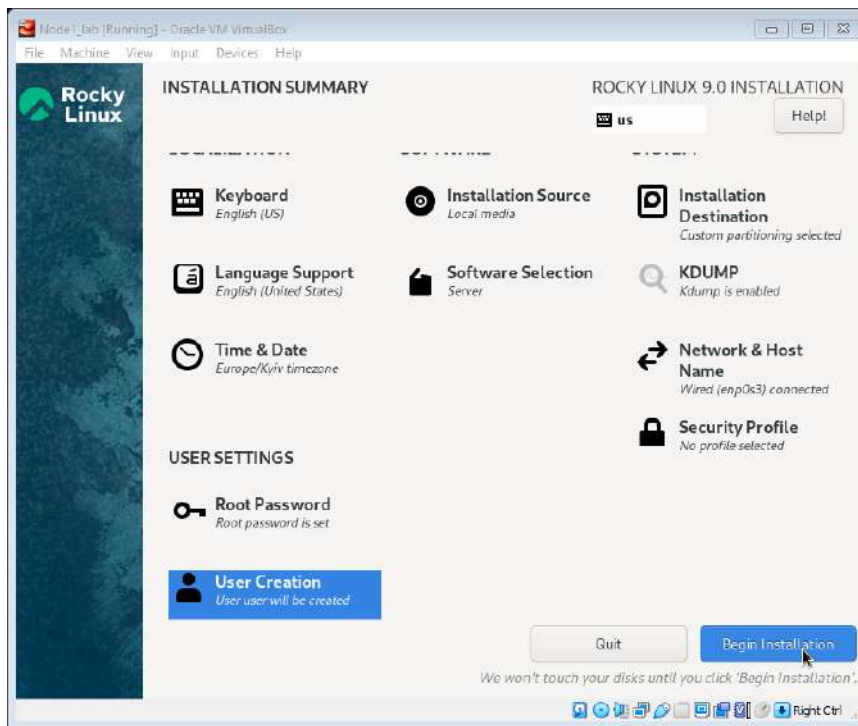 Node1_lab [Running] - Oracle VM VirtualBox
File Machine View Input Devices Help
Rocky
Linux
INSTALLATION SUMMARY
ROCKY LINUX 9.0 INSTALLATION
us
Help!
Keyboard
English (US)
Language Support
English (United States)
Time & Date
Europe/Kyiv timezone
Installation Source
Local media
Software Selection
Server
Installation
Destination
Custom partitioning selected
KDUMP
Kdump is enabled
Network & Host
Name
Wired (enp0s3) connected
Security Profile
No profile selected
USER SETTINGS
Root Password
Root password is set
User Creation
User user will be created
Quit
Begin Installation
We won't touch your disks until you click 'Begin Installation'.
Right Ctrl